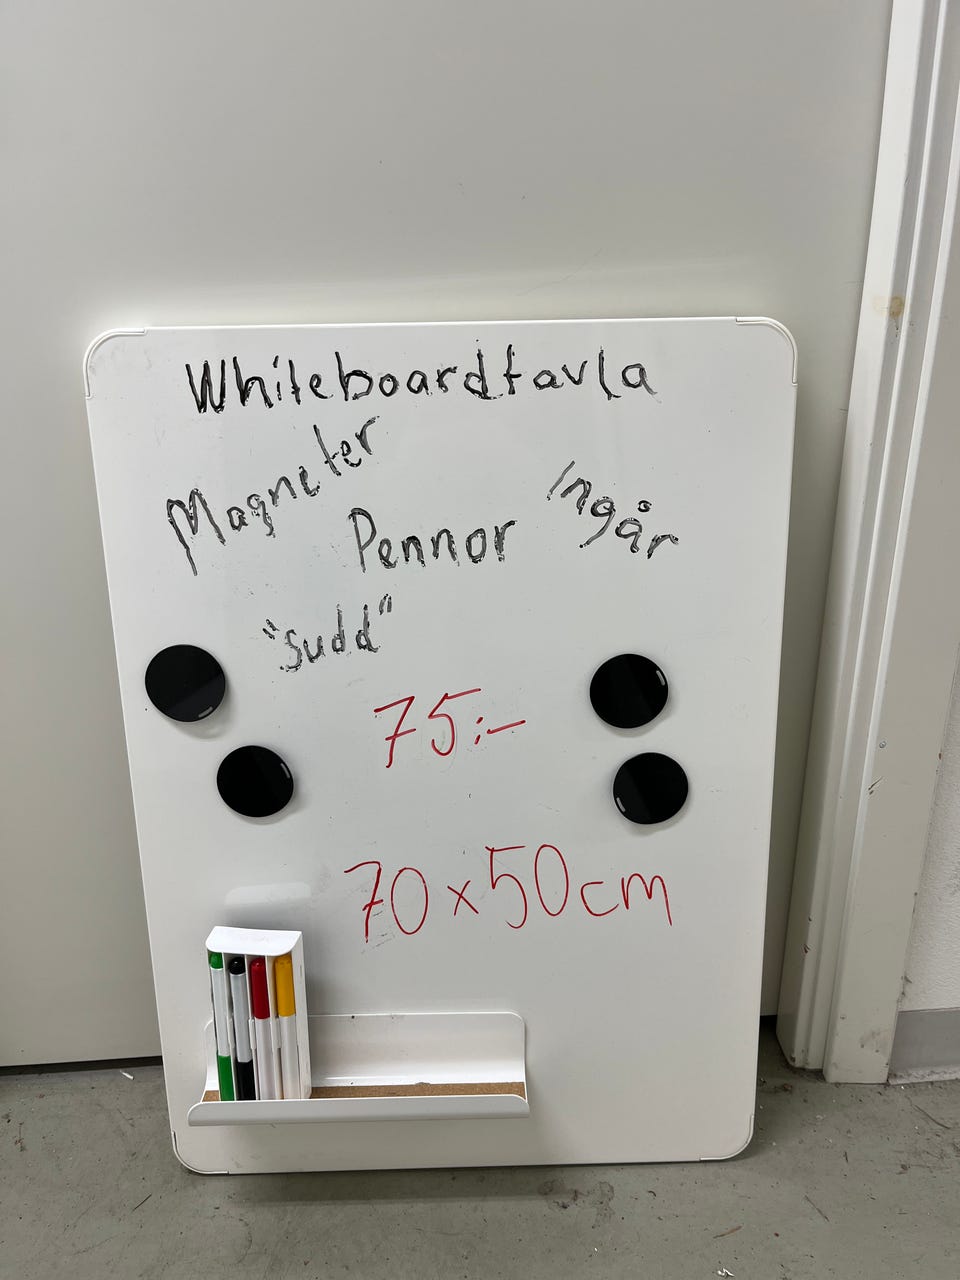 Whiteboardtavla
Magneter
Pennor
Ingår
"Sudd"
75:-
70x50cm